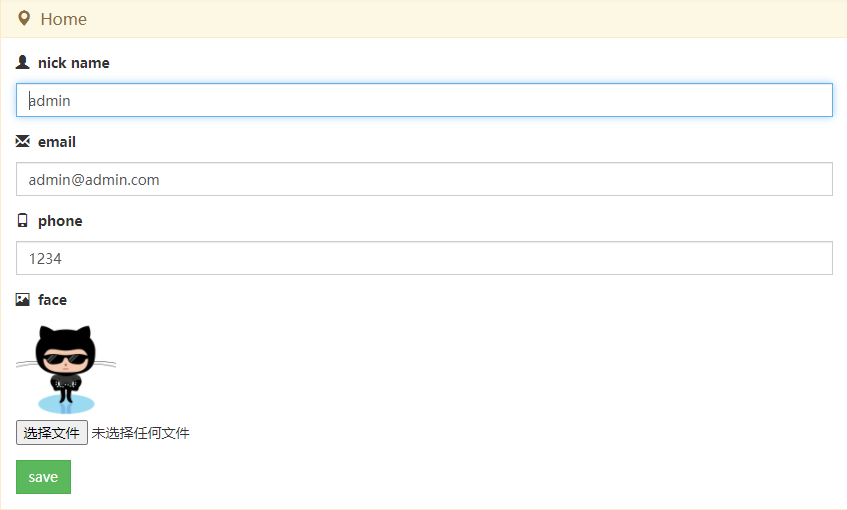 Home
nick name
admin
email
admin@admin.com
phone
1234
face
选择文件 未选择任何文件
save